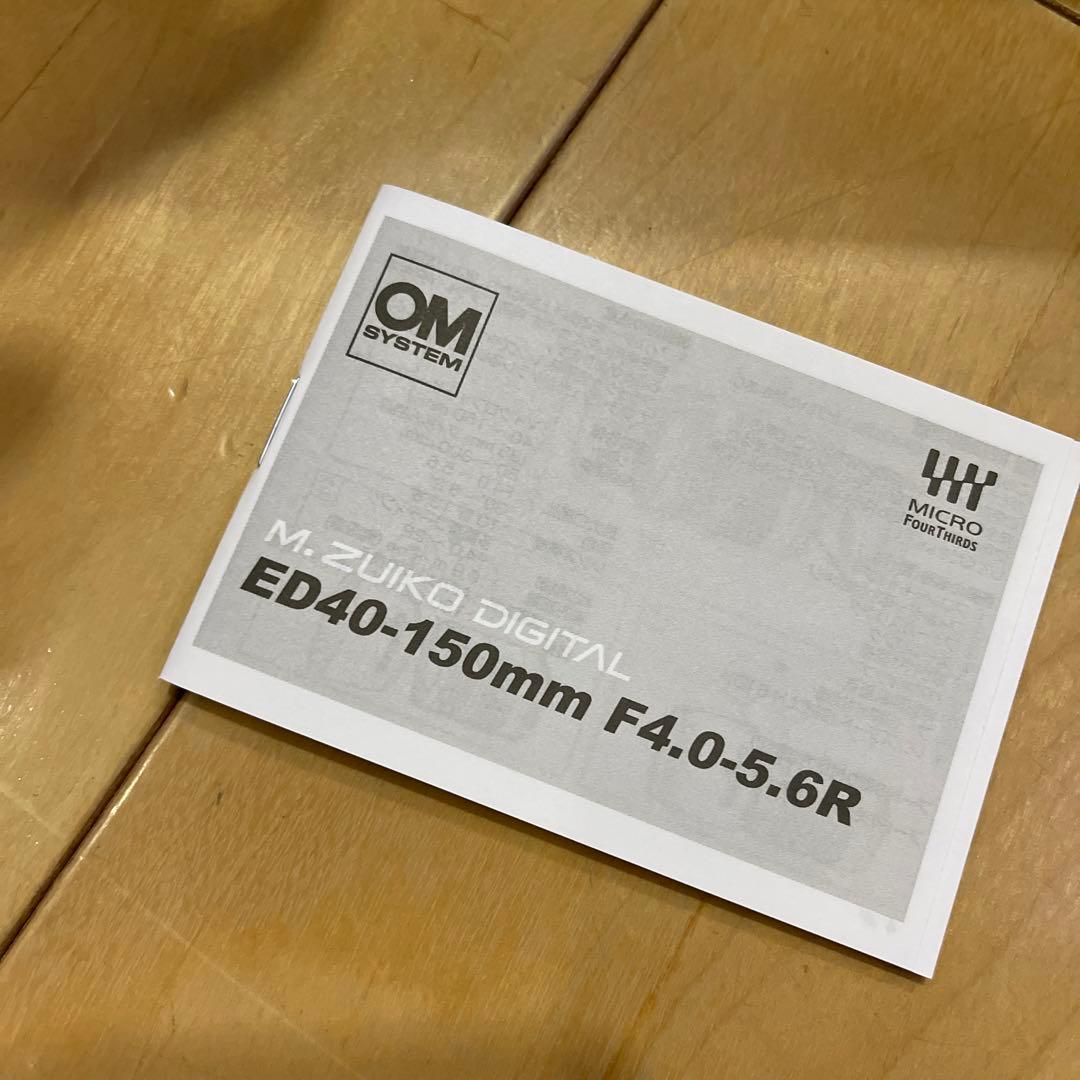 OM
SYSTEM
MICRO
FOURTHIRDS
M. ZUIKO DIGITAL
ED40-150mm F4.0-5.6R